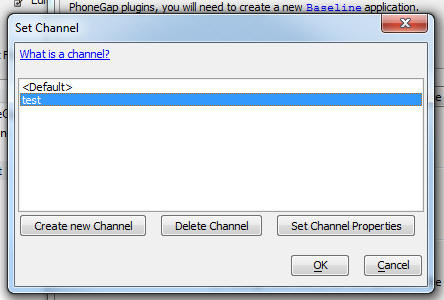 PhoneGap plugins, you will need to create a new Baseline application.
Set Channel
What is a channel?
<Default>
test
Create new Channel Delete Channel Set Channel Properties
OK Cancel